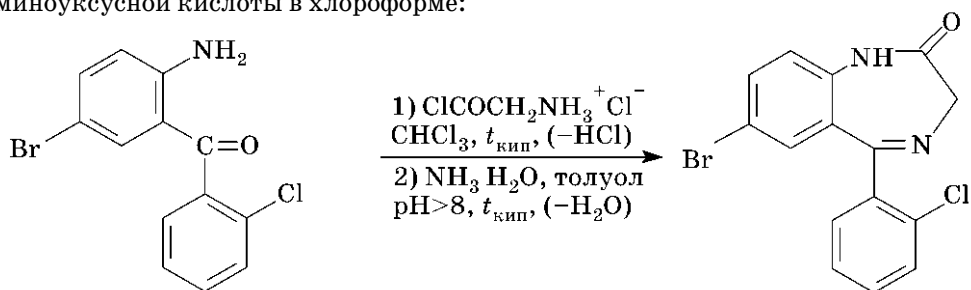 миноуксусной кислоты в хлороформе:
NH₂
Br
C=O
Cl
1) ClCOCH₂NH₃⁺Cl⁻
CHCl₃, tкип, (−HCl)
2) NH₃ H₂O, толуол
pH>8, tкип, (−H₂O)
O
NH
N
Br
Cl